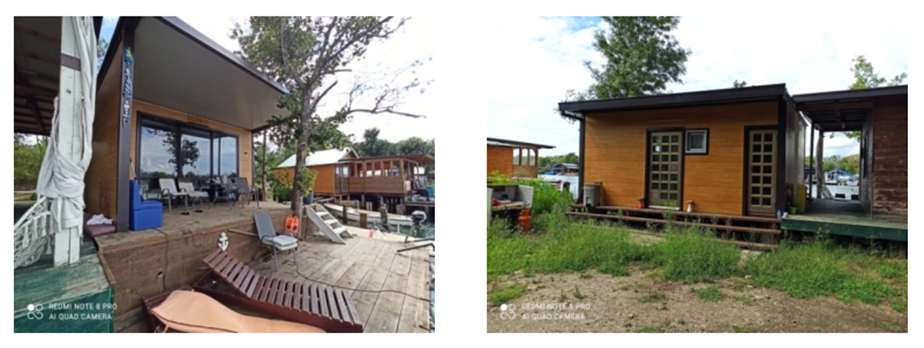 REDMI NOTE 8 PRO
AI QUAD CAMERA
REDMI NOTE 8 PRO
AI QUAD CAMERA